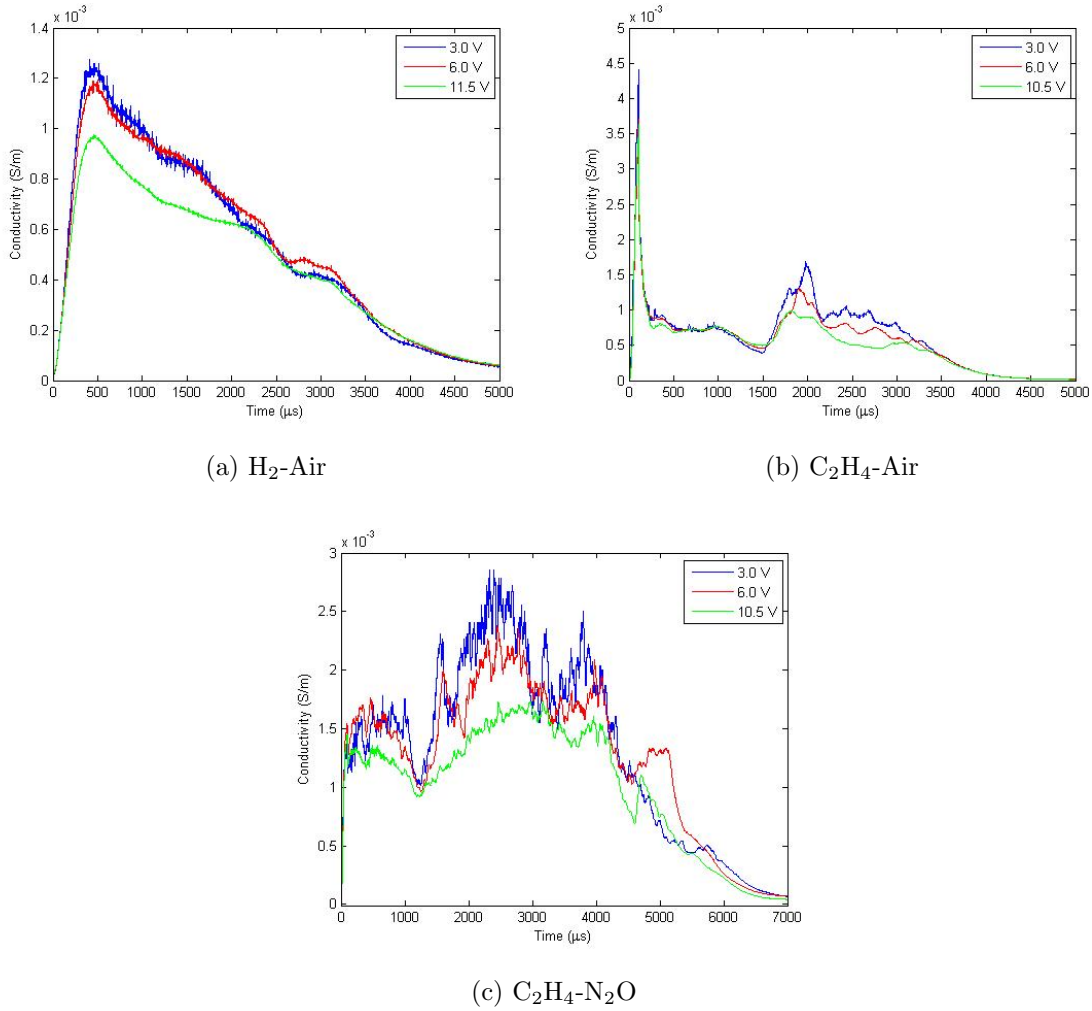 x 10⁻³
1.4
1.2
1
0.8
0.6
0.4
0.2
0
Conductivity (S/m)
3.0 V
6.0 V
11.5 V
0 500 1000 1500 2000 2500 3000 3500 4000 4500 5000
Time (μs)
(a) H₂-Air
x 10⁻³
5
4.5
4
3.5
3
2.5
2
1.5
1
0.5
0
Conductivity (S/m)
3.0 V
6.0 V
10.5 V
0 500 1000 1500 2000 2500 3000 3500 4000 4500 5000
Time (μs)
(b) C₂H₄-Air
x 10⁻³
3
2.5
2
1.5
1
0.5
0
Conductivity (S/m)
3.0 V
6.0 V
10.5 V
0 1000 2000 3000 4000 5000 6000 7000
Time (μs)
(c) C₂H₄-N₂O